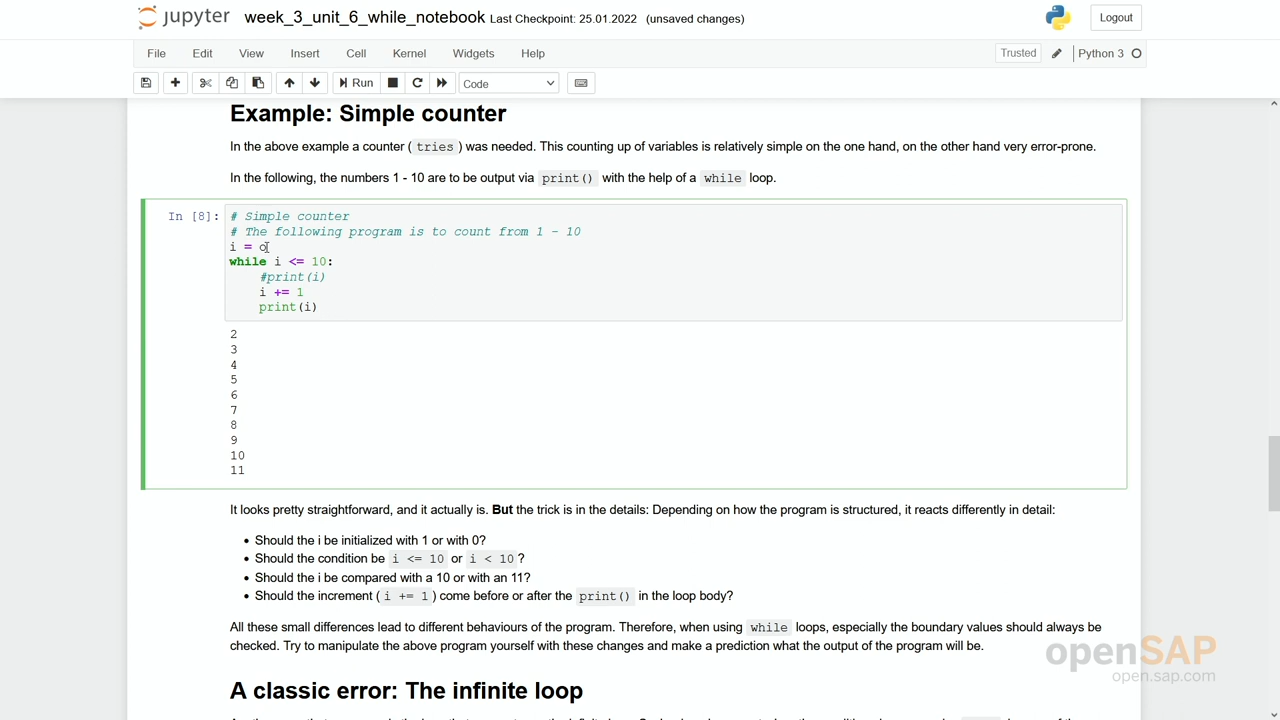 jupyter week_3_unit_6_while_notebook Last Checkpoint: 25.01.2022 (unsaved changes) Logout
File Edit View Insert Cell Kernel Widgets Help Trusted Python 3
Run Code
Example: Simple counter
In the above example a counter ( tries ) was needed. This counting up of variables is relatively simple on the one hand, on the other hand very error-prone.
In the following, the numbers 1 - 10 are to be output via print() with the help of a while loop.
In [8]: # Simple counter
# The following program is to count from 1 - 10
i = o
while i <= 10:
    #print(i)
    i += 1
    print(i)
2
3
4
5
6
7
8
9
10
11
It looks pretty straightforward, and it actually is. But the trick is in the details: Depending on how the program is structured, it reacts differently in detail:
• Should the i be initialized with 1 or with 0?
• Should the condition be i <= 10 or i < 10 ?
• Should the i be compared with a 10 or with an 11?
• Should the increment ( i += 1 ) come before or after the print() in the loop body?
All these small differences lead to different behaviours of the program. Therefore, when using while loops, especially the boundary values should always be
checked. Try to manipulate the above program yourself with these changes and make a prediction what the output of the program will be.
openSAP
open.sap.com
A classic error: The infinite loop